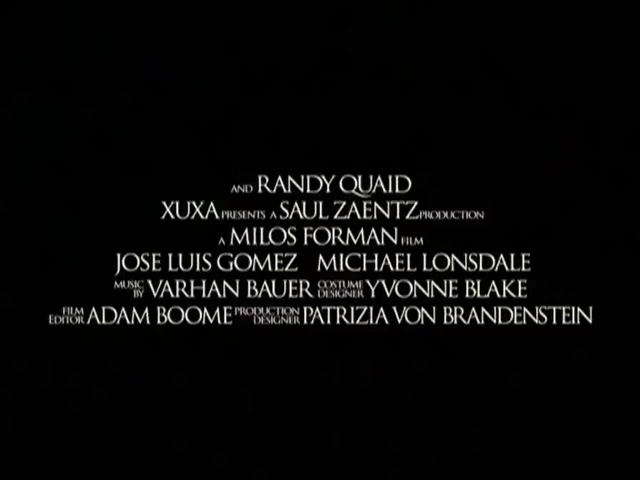 AND RANDY QUAID
XUXA PRESENTS A SAUL ZAENTZ PRODUCTION
A MILOS FORMAN FILM
JOSE LUIS GOMEZ MICHAEL LONSDALE
MUSIC BY VARHAN BAUER COSTUME DESIGNER YVONNE BLAKE
FILM EDITOR ADAM BOOME PRODUCTION DESIGNER PATRIZIA VON BRANDENSTEIN